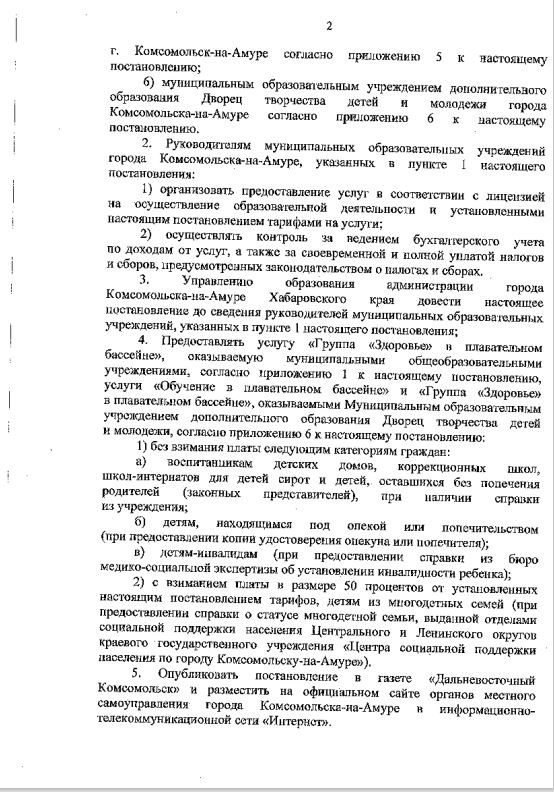 2
г. Комсомольск-на-Амуре согласно приложению 5 к настоящему
постановлению;
6) муниципальным образовательным учреждением дополнительного
образования Дворец творчества детей и молодежи города
Комсомольска-на-Амуре согласно приложению 6 к настоящему
постановлению.
2. Руководителям муниципальных образовательных учреждений
города Комсомольска-на-Амуре, указанных в пункте 1 настоящего
постановления:
1) организовать предоставление услуг в соответствии с лицензией
на осуществление образовательной деятельности и установленными
настоящим постановлением тарифами на услуги;
2) осуществлять контроль за ведением бухгалтерского учета
по доходам от услуг, а также за своевременной и полной уплатой налогов
и сборов, предусмотренных законодательством о налогах и сборах.
3. Управлению образования администрации города
Комсомольска-на-Амуре Хабаровского края довести настоящее
постановление до сведения руководителей муниципальных образовательных
учреждений, указанных в пункте 1 настоящего постановления;
4. Предоставлять услугу «Группа «Здоровье» в плавательном
бассейне», оказываемую муниципальными общеобразовательными
учреждениями, согласно приложению 1 к настоящему постановлению,
услуги «Обучение в плавательном бассейне» и «Группа «Здоровье»
в плавательном бассейне», оказываемыми Муниципальным образовательным
учреждением дополнительного образования Дворец творчества детей
и молодежи, согласно приложению 6 к настоящему постановлению:
1) без взимания платы следующим категориям граждан:
а) воспитанникам детских домов, коррекционных школ,
школ-интернатов для детей сирот и детей, оставшихся без попечения
родителей (законных представителей), при наличии справки
из учреждения;
б) детям, находящимся под опекой или попечительством
(при предоставлении копии удостоверения опекуна или попечителя);
в) детям-инвалидам (при предоставлении справки из бюро
медико-социальной экспертизы об установлении инвалидности ребенка);
2) с взиманием платы в размере 50 процентов от установленных
настоящим постановлением тарифов, детям из многодетных семей (при
предоставлении справки о статусе многодетной семьи, выданной отделами
социальной поддержки населения Центрального и Ленинского округов
краевого государственного учреждения «Центра социальной поддержки
населения по городу Комсомольску-на-Амуре»).
5. Опубликовать постановление в газете «Дальневосточный
Комсомольск» и разместить на официальном сайте органов местного
самоуправления города Комсомольска-на-Амуре в информационно-
телекоммуникационной сети «Интернет».